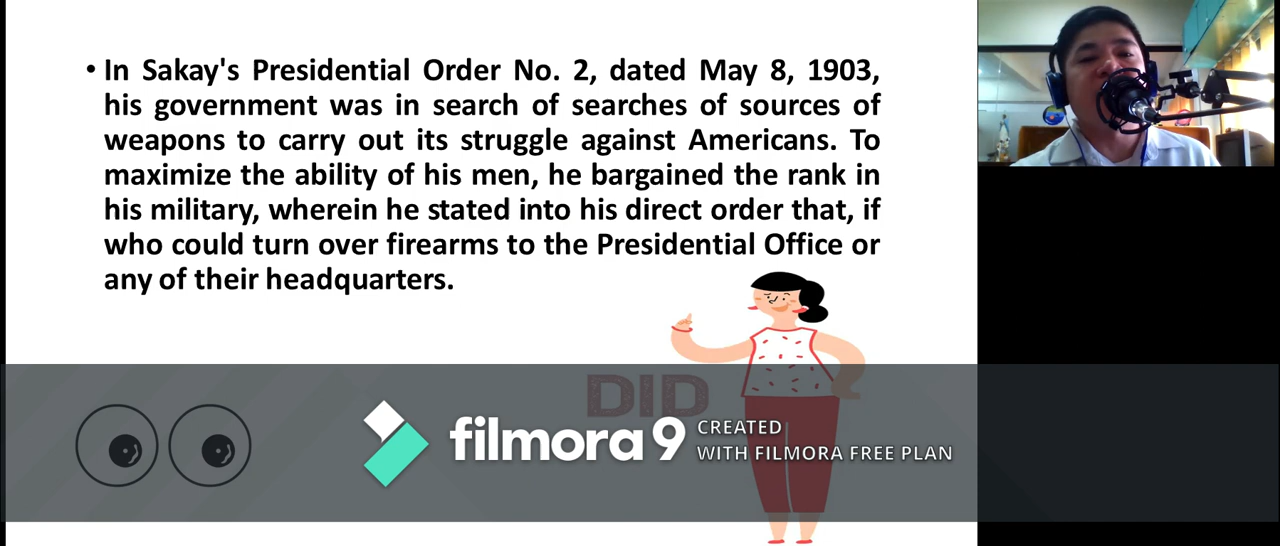 • In Sakay's Presidential Order No. 2, dated May 8, 1903,
his government was in search of searches of sources of
weapons to carry out its struggle against Americans. To
maximize the ability of his men, he bargained the rank in
his military, wherein he stated into his direct order that, if
who could turn over firearms to the Presidential Office or
any of their headquarters.
DID
filmora 9
CREATED
WITH FILMORA FREE PLAN